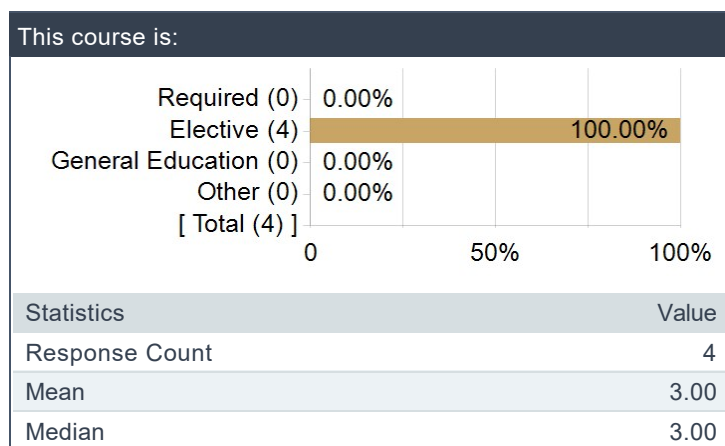 This course is:
Required (0) 0.00%
Elective (4) 100.00%
General Education (0) 0.00%
Other (0) 0.00%
[ Total (4) ]
0 50% 100%
Statistics Value
Response Count 4
Mean 3.00
Median 3.00